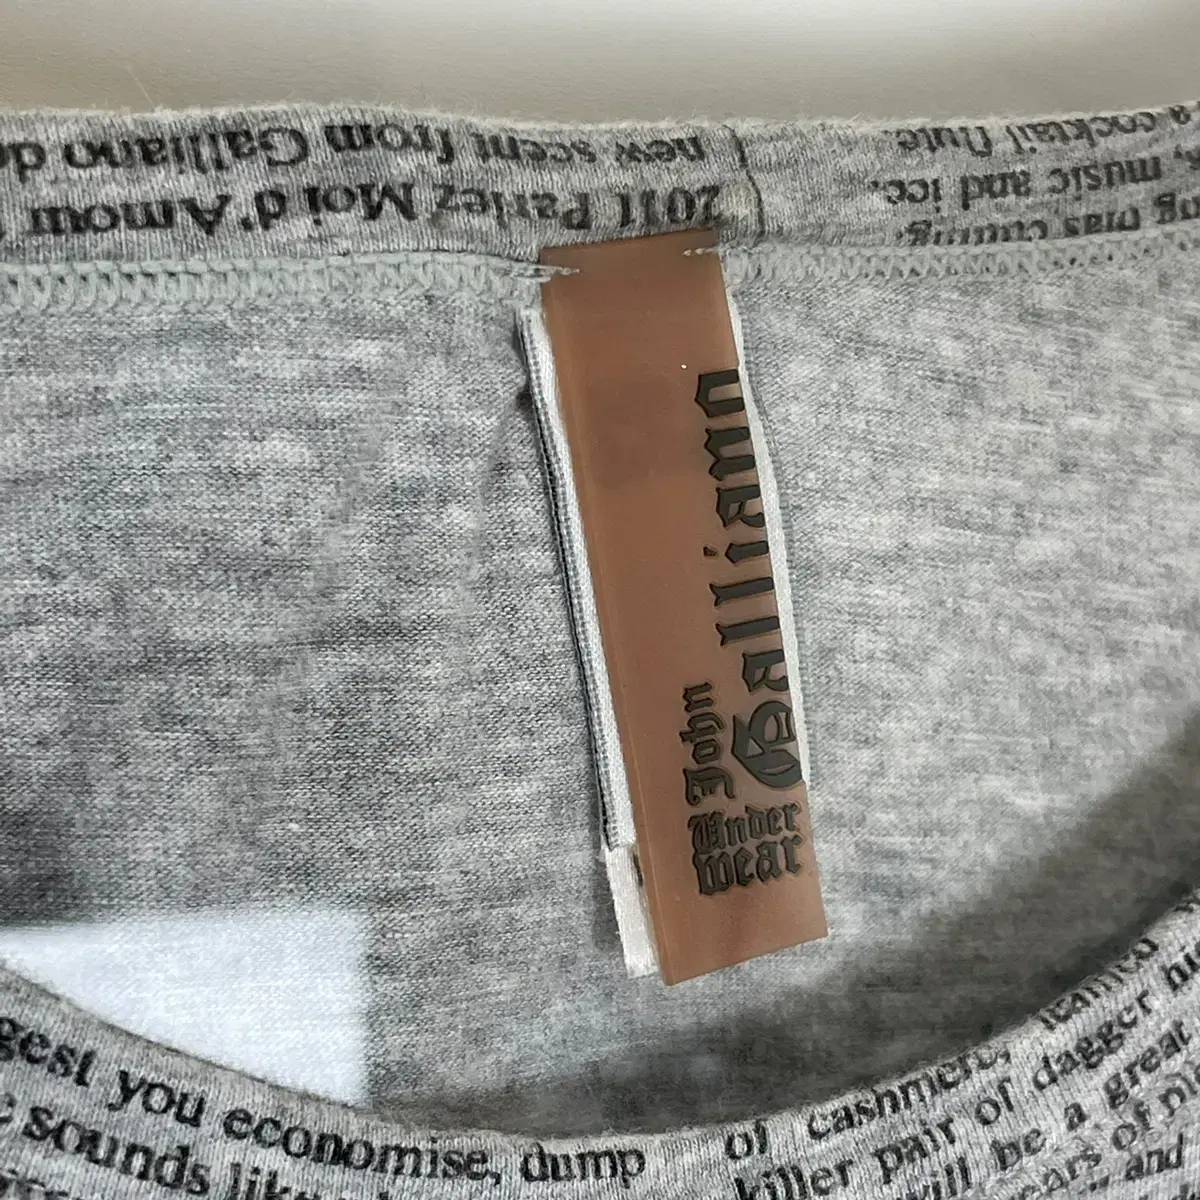 new scent from Galliano
2011 Parlez Moi d'Amour
a cocktail flute.
, music and ice.
John
Galliano
Under
wear
you economise, dump
sounds
of cashmere,
killer pair of dagger
will be a great
and